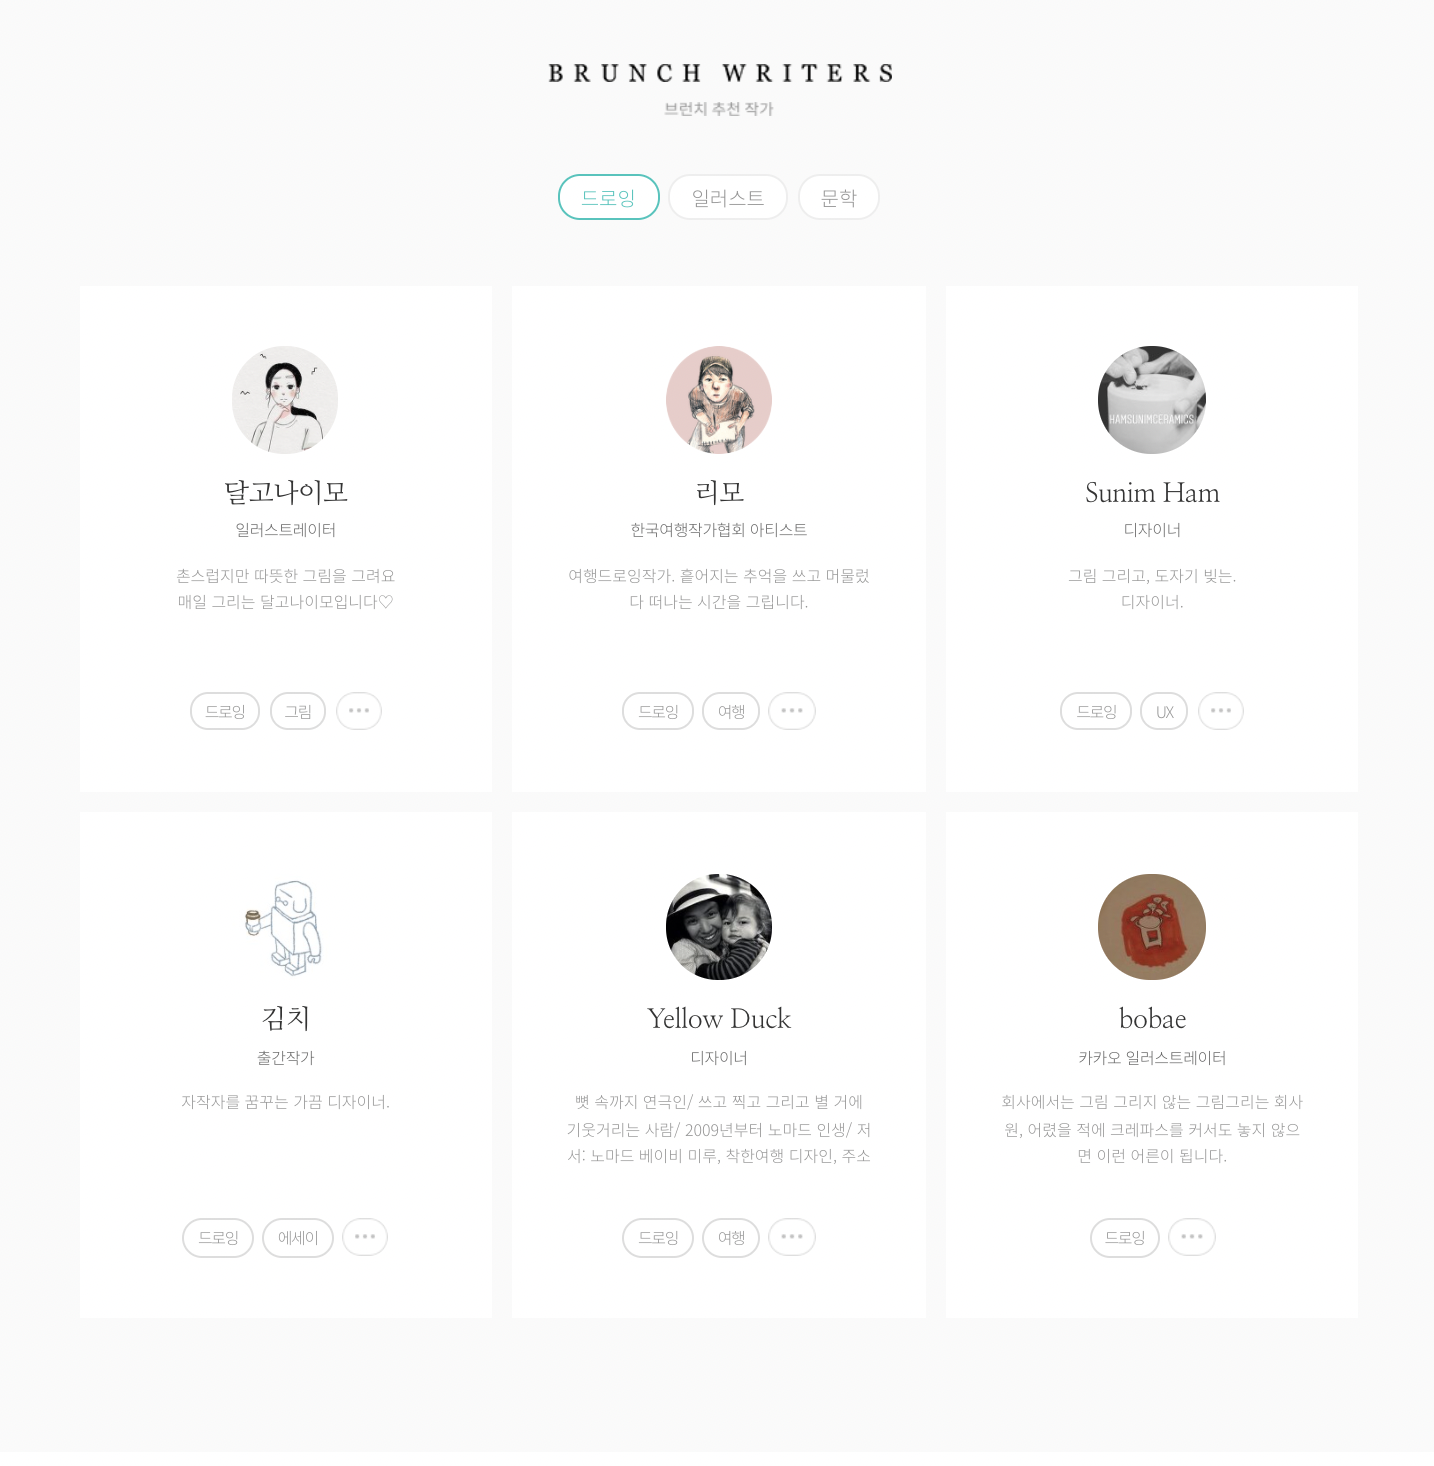 BRUNCH WRITERS
브런치 추천 작가
드로잉 일러스트 문학
달고나이모
일러스트레이터
촌스럽지만 따뜻한 그림을 그려요
매일 그리는 달고나이모입니다♡
드로잉 그림 •••
리모
한국여행작가협회 아티스트
여행드로잉작가. 흩어지는 추억을 쓰고 머물렀
다 떠나는 시간을 그립니다.
드로잉 여행 •••
HAMSUNIMCERAMICS
Sunim Ham
디자이너
그림 그리고, 도자기 빚는.
디자이너.
드로잉 UX •••
김치
출간작가
자작자를 꿈꾸는 가끔 디자이너.
드로잉 에세이 •••
Yellow Duck
디자이너
뼛 속까지 연극인/ 쓰고 찍고 그리고 별 거에
기웃거리는 사람/ 2009년부터 노마드 인생/ 저
서: 노마드 베이비 미루, 착한여행 디자인, 주소
드로잉 여행 •••
bobae
카카오 일러스트레이터
회사에서는 그림 그리지 않는 그림그리는 회사
원, 어렸을 적에 크레파스를 커서도 놓지 않으
면 이런 어른이 됩니다.
드로잉 •••